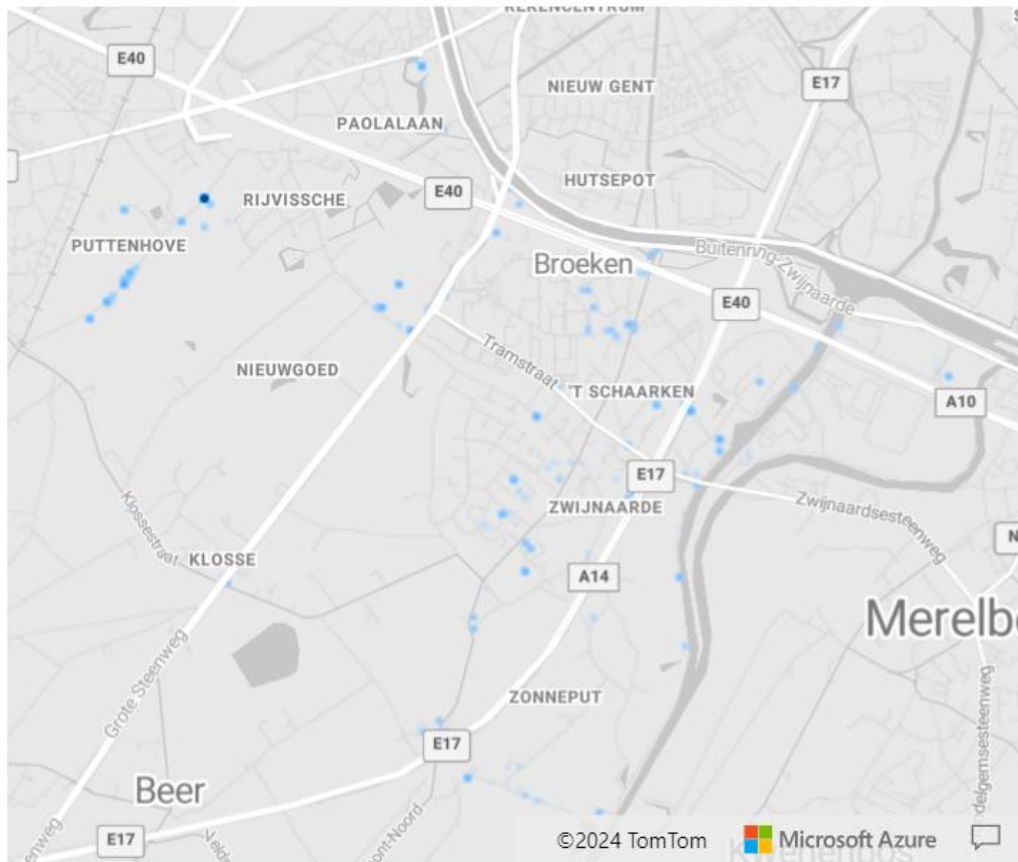 REKENCENTRUM
E40
E17
NIEUW GENT
PAOLALAAN
HUTSEPOT
E40
RIJVISSCHE
PUTTENHOVE
Broeken
Buitenring-Zwijnaarde
E40
Tramstraat
NIEUWGOED
'T SCHAARKEN
A10
E17
ZWIJNAARDE
Zwijnaardsesteenweg
Klossestraat
N
KLOSSE
A14
Merelb
Grote Steenweg
ZONNEPUT
E17
Beer
E17
©2024 TomTom
Microsoft Azure